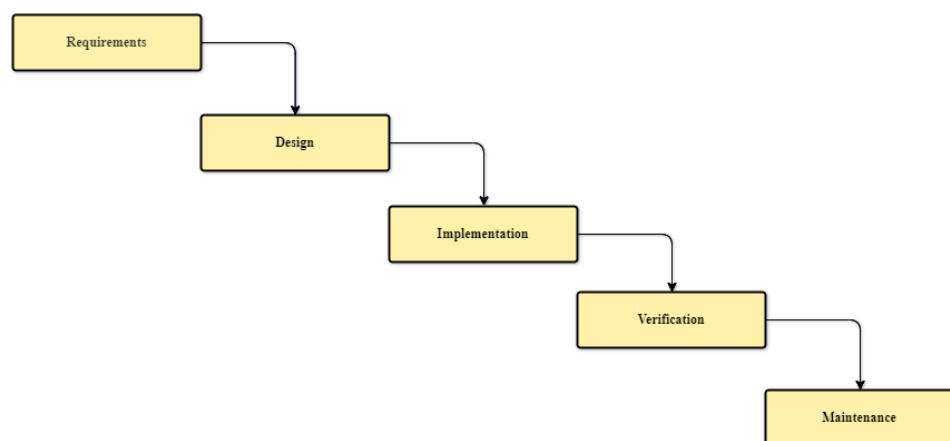 Requirements
Design
Implementation
Verification
Maintenance